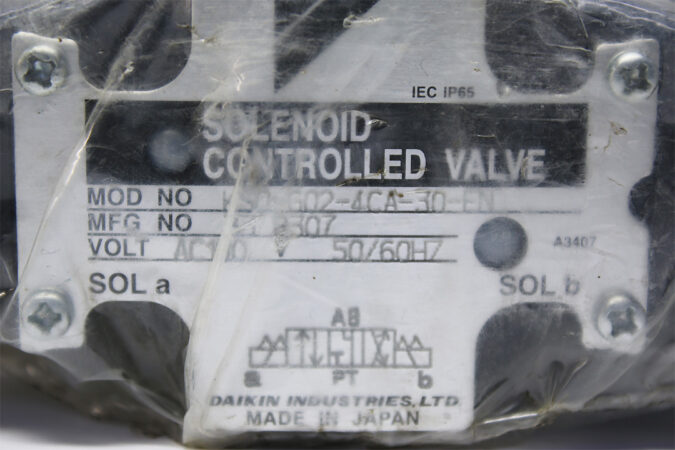 IEC IP65
SOLENOID
CONTROLLED VALVE
MOD NO
MFG NO
VOLT 50/60HZ
A3407
SOL a SOL b
AB
a PT b
DAIKIN INDUSTRIES, LTD
MADE IN JAPAN